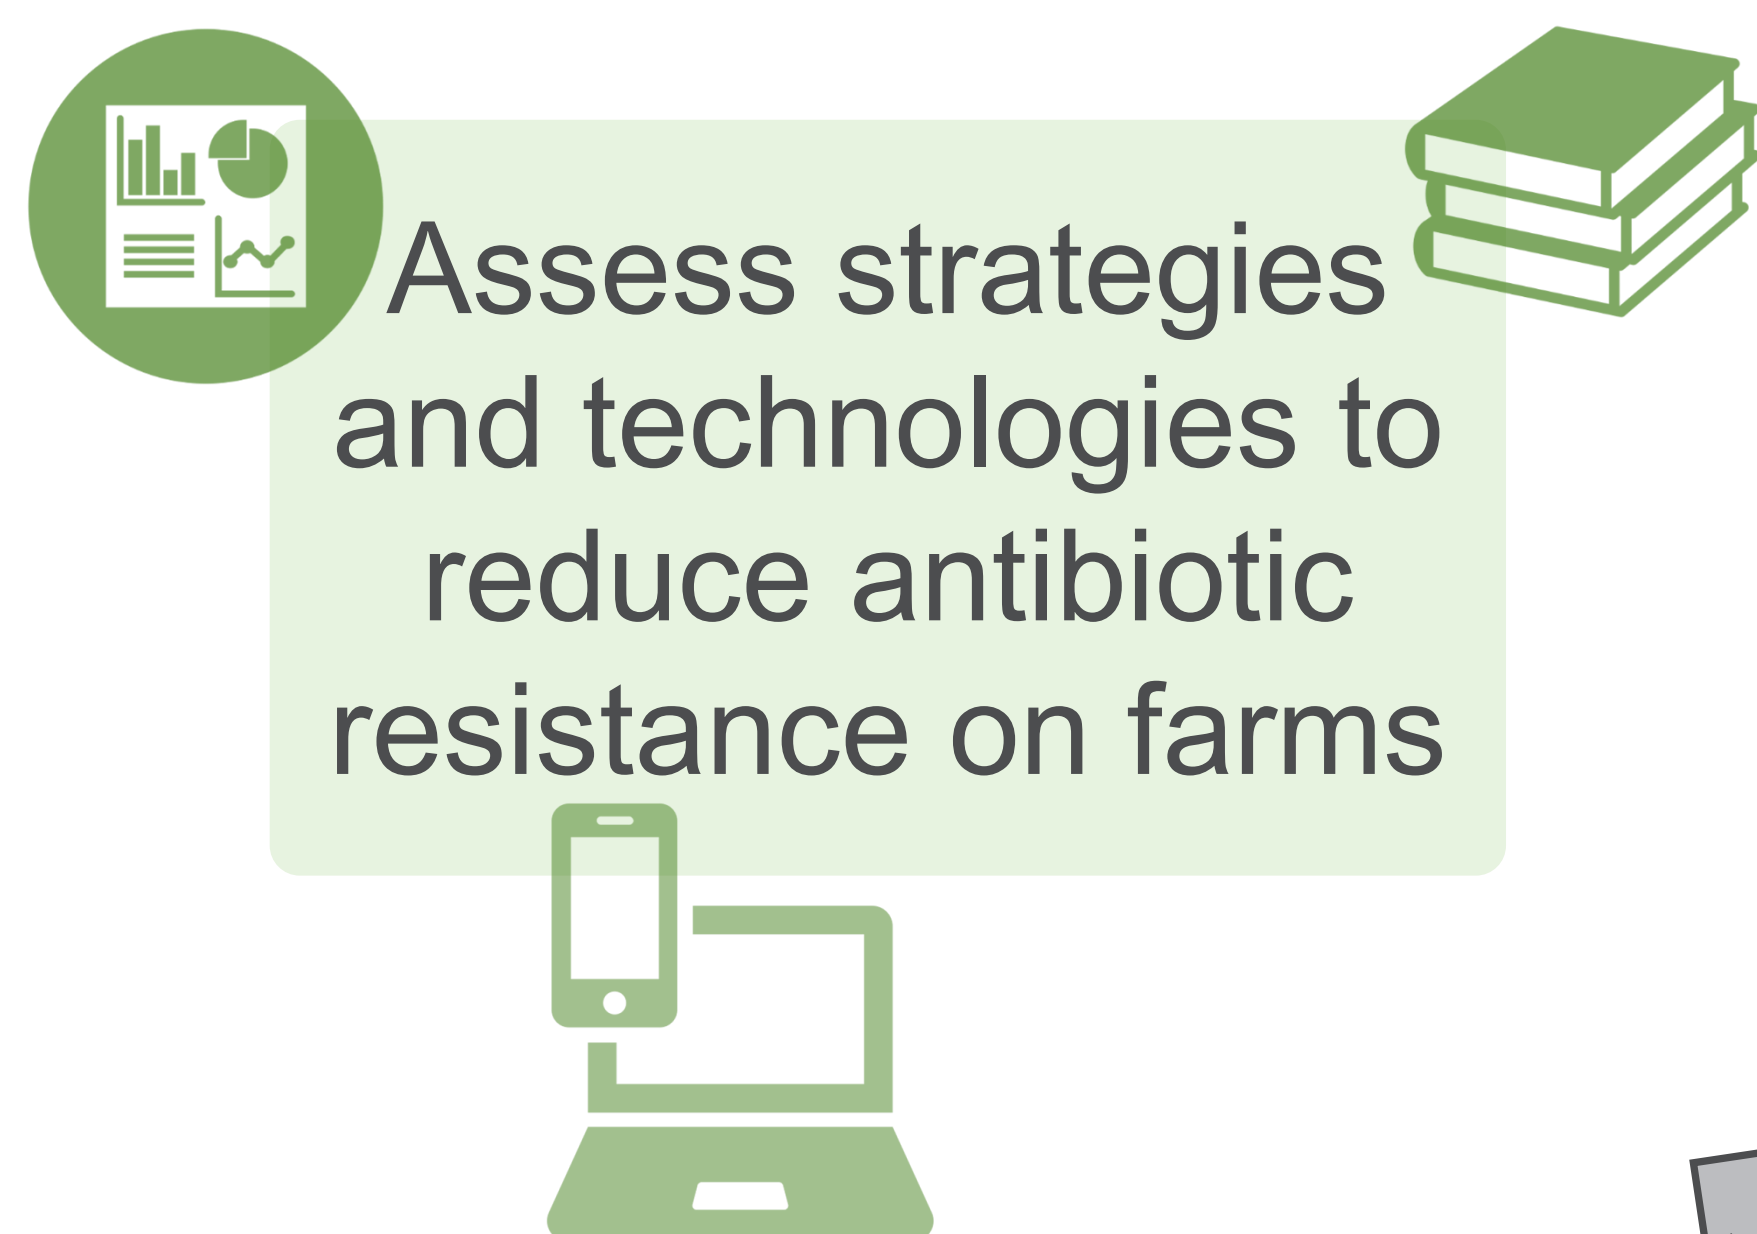 Assess strategies
and technologies to
reduce antibiotic
resistance on farms